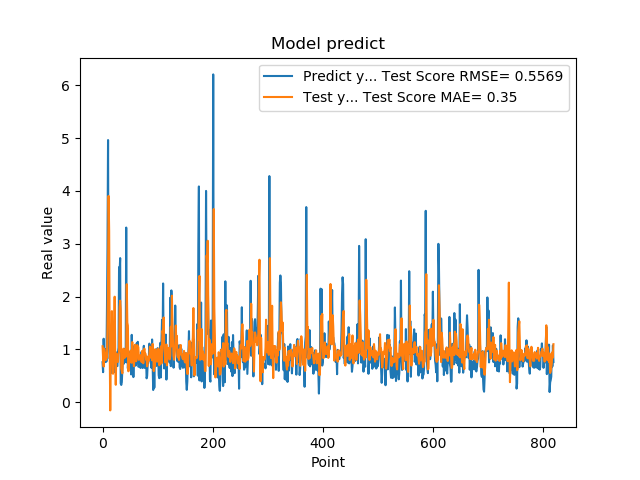 Model predict
Predict y... Test Score RMSE= 0.5569
Test y... Test Score MAE= 0.35
Real value
6
5
4
3
2
1
0
0 200 400 600 800
Point